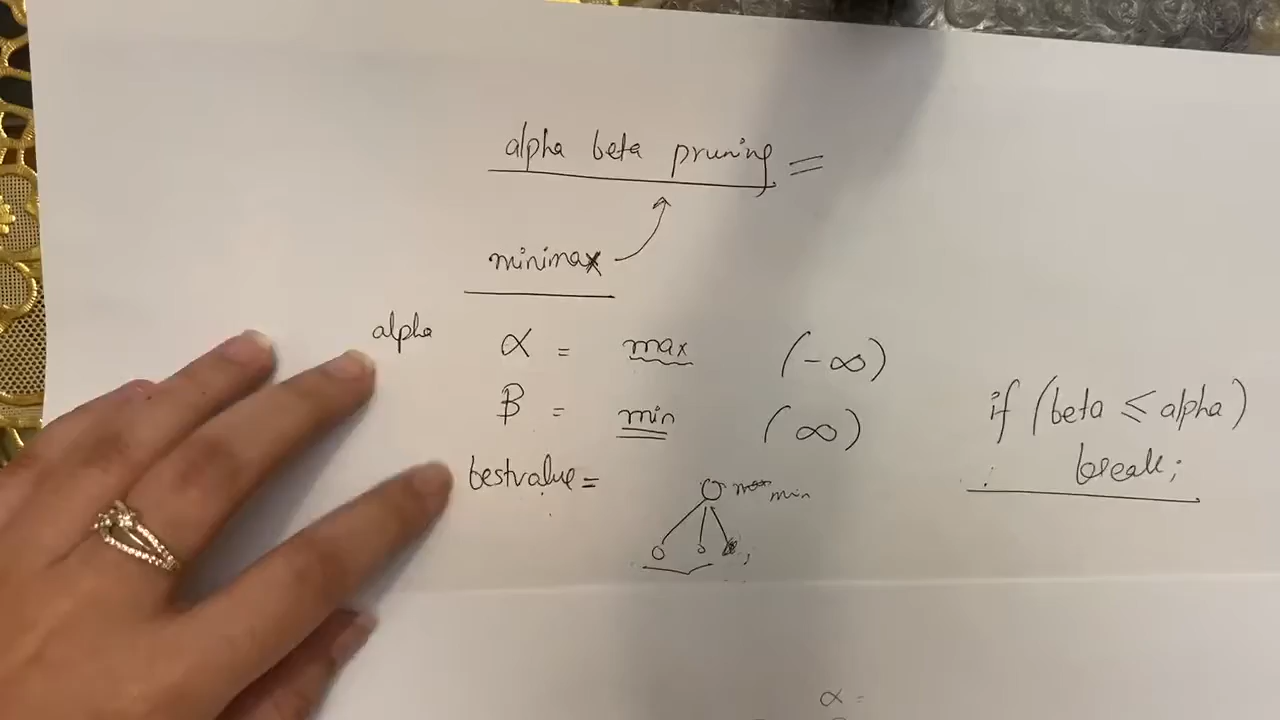 alpha beta pruning =
minimax
alpha α = max (-∞)
β = min (∞)
if (beta ≤ alpha)
break;
bestvalue =
min
α =